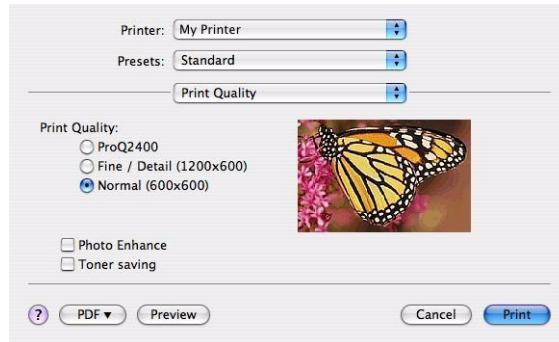 Printer: My Printer
Presets: Standard
Print Quality
Print Quality:
ProQ2400
Fine / Detail (1200x600)
Normal (600x600)
Photo Enhance
Toner saving
? PDF ▼ Preview Cancel Print